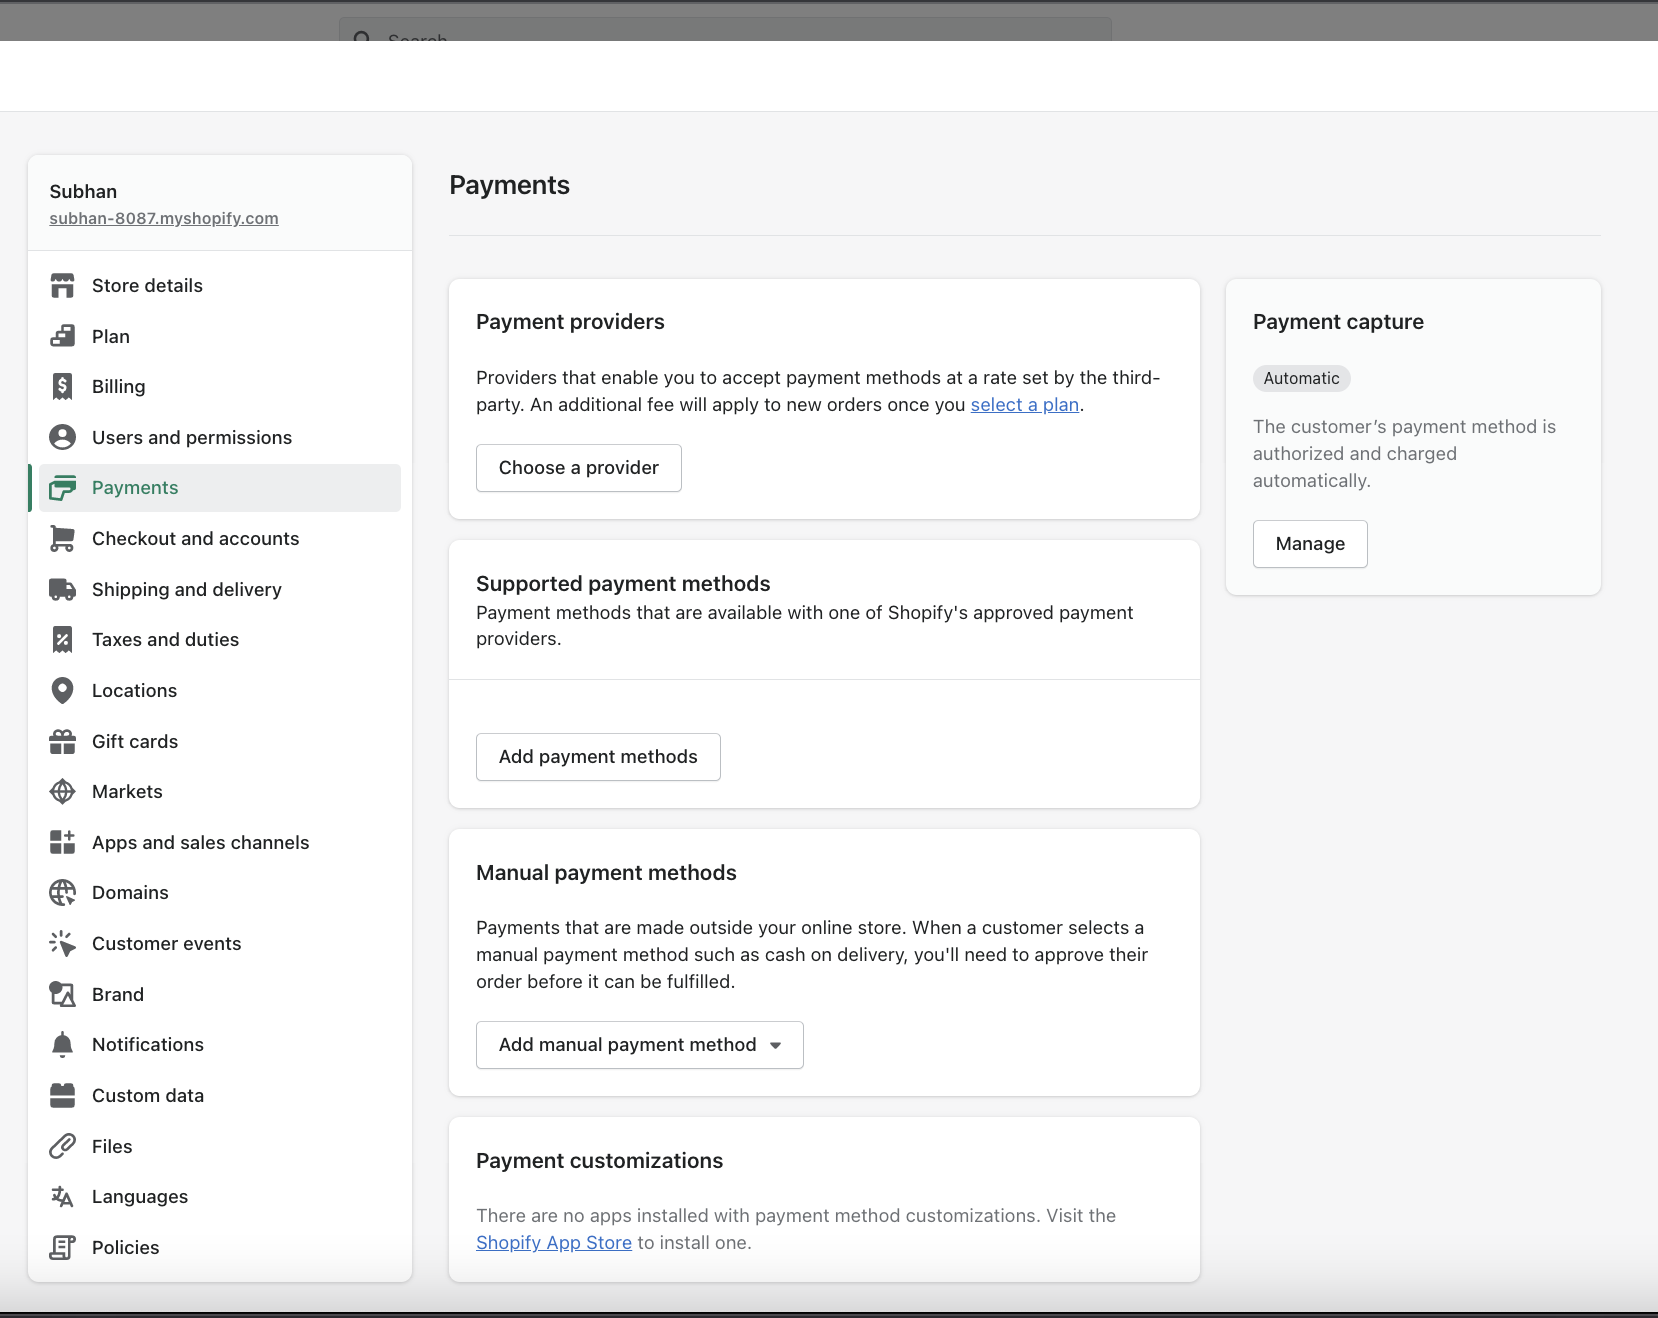 Search
Subhan
subhan-8087.myshopify.com
Store details
Plan
Billing
Users and permissions
Payments
Checkout and accounts
Shipping and delivery
Taxes and duties
Locations
Gift cards
Markets
Apps and sales channels
Domains
Customer events
Brand
Notifications
Custom data
Files
Languages
Policies
Payments
Payment providers
Providers that enable you to accept payment methods at a rate set by the third-
party. An additional fee will apply to new orders once you select a plan.
Choose a provider
Supported payment methods
Payment methods that are available with one of Shopify's approved payment
providers.
Add payment methods
Manual payment methods
Payments that are made outside your online store. When a customer selects a
manual payment method such as cash on delivery, you'll need to approve their
order before it can be fulfilled.
Add manual payment method
Payment customizations
There are no apps installed with payment method customizations. Visit the
Shopify App Store to install one.
Payment capture
Automatic
The customer’s payment method is
authorized and charged
automatically.
Manage